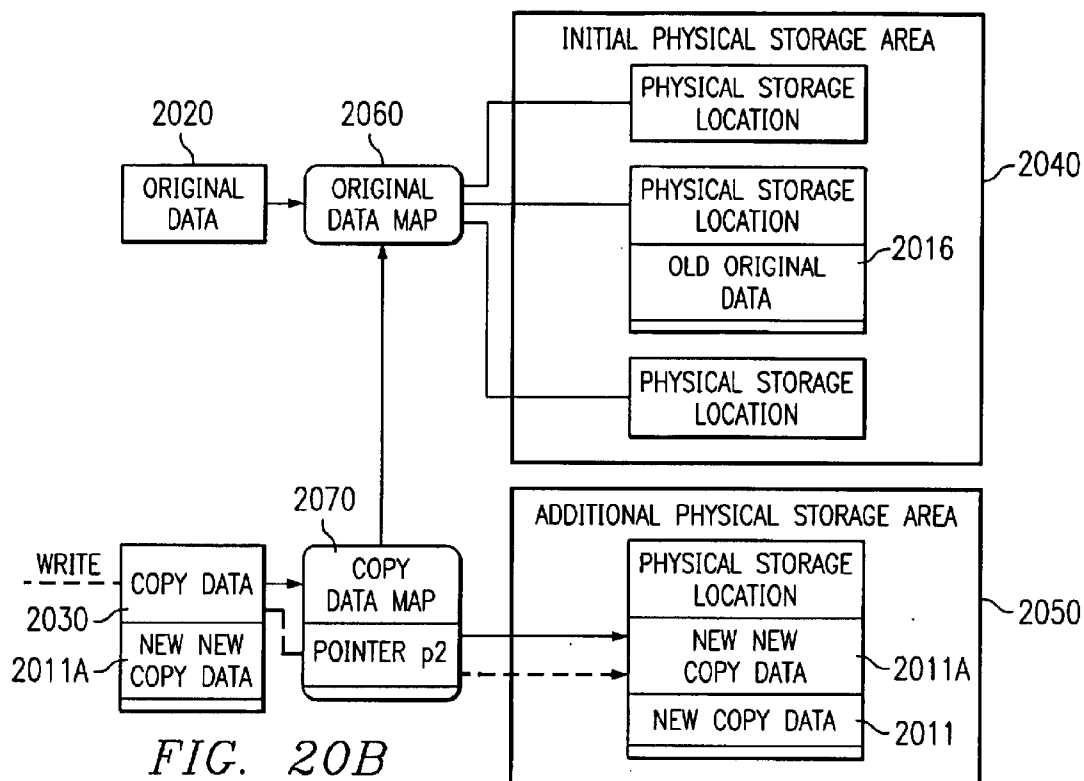 INITIAL PHYSICAL STORAGE AREA
PHYSICAL STORAGE
LOCATION
2020
2060
ORIGINAL
DATA
ORIGINAL
DATA MAP
PHYSICAL STORAGE
LOCATION
2040
OLD ORIGINAL
DATA
2016
PHYSICAL STORAGE
LOCATION
2070
ADDITIONAL PHYSICAL STORAGE AREA
WRITE
COPY DATA
2030
NEW NEW
COPY DATA
2011A
COPY
DATA MAP
POINTER p2
PHYSICAL STORAGE
LOCATION
2050
NEW NEW
COPY DATA
2011A
NEW COPY DATA
2011
FIG. 20B